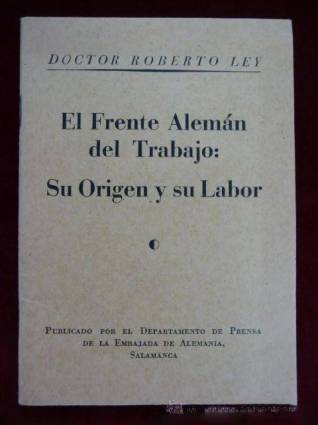 DOCTOR ROBERTO LEY
El Frente Alemán
del Trabajo:
Su Origen y su Labor
PUBLICADO POR EL DEPARTAMENTO DE PRENSA
DE LA EMBAJADA DE ALEMANIA,
SALAMANCA